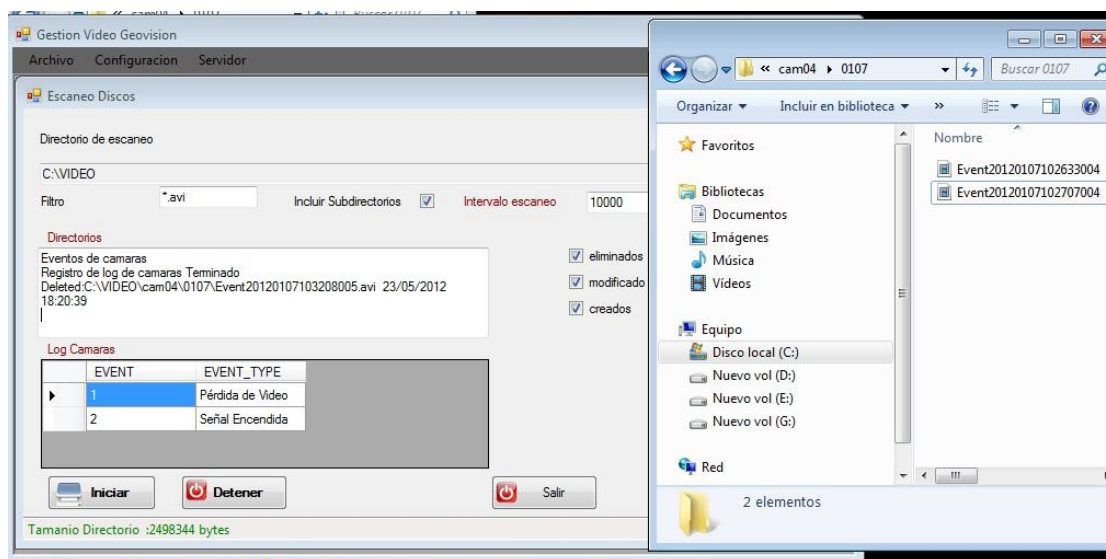 Gestion Video Geovision
Archivo Configuracion Servidor
Escaneo Discos
Directorio de escaneo
C:\VIDEO
Filtro *.avi Incluir Subdirectorios Intervalo escaneo 10000
Directorios
Eventos de camaras
Registro de log de camaras Terminado
Deleted:C:\VIDEO\cam04\0107\Event20120107103208005.avi 23/05/2012
18:20:39
eliminados
modificado
creados
Log Camaras
EVENT EVENT_TYPE
1 Pérdida de Video
2 Señal Encendida
Iniciar Detener Salir
Tamanio Directorio :2498344 bytes
« cam04 ▸ 0107 Buscar 0107
Organizar Incluir en biblioteca »
Favoritos
Bibliotecas
Documentos
Imágenes
Música
Vídeos
Equipo
Disco local (C:)
Nuevo vol (D:)
Nuevo vol (E:)
Nuevo vol (G:)
Red
Nombre
Event20120107102633004
Event20120107102707004
2 elementos